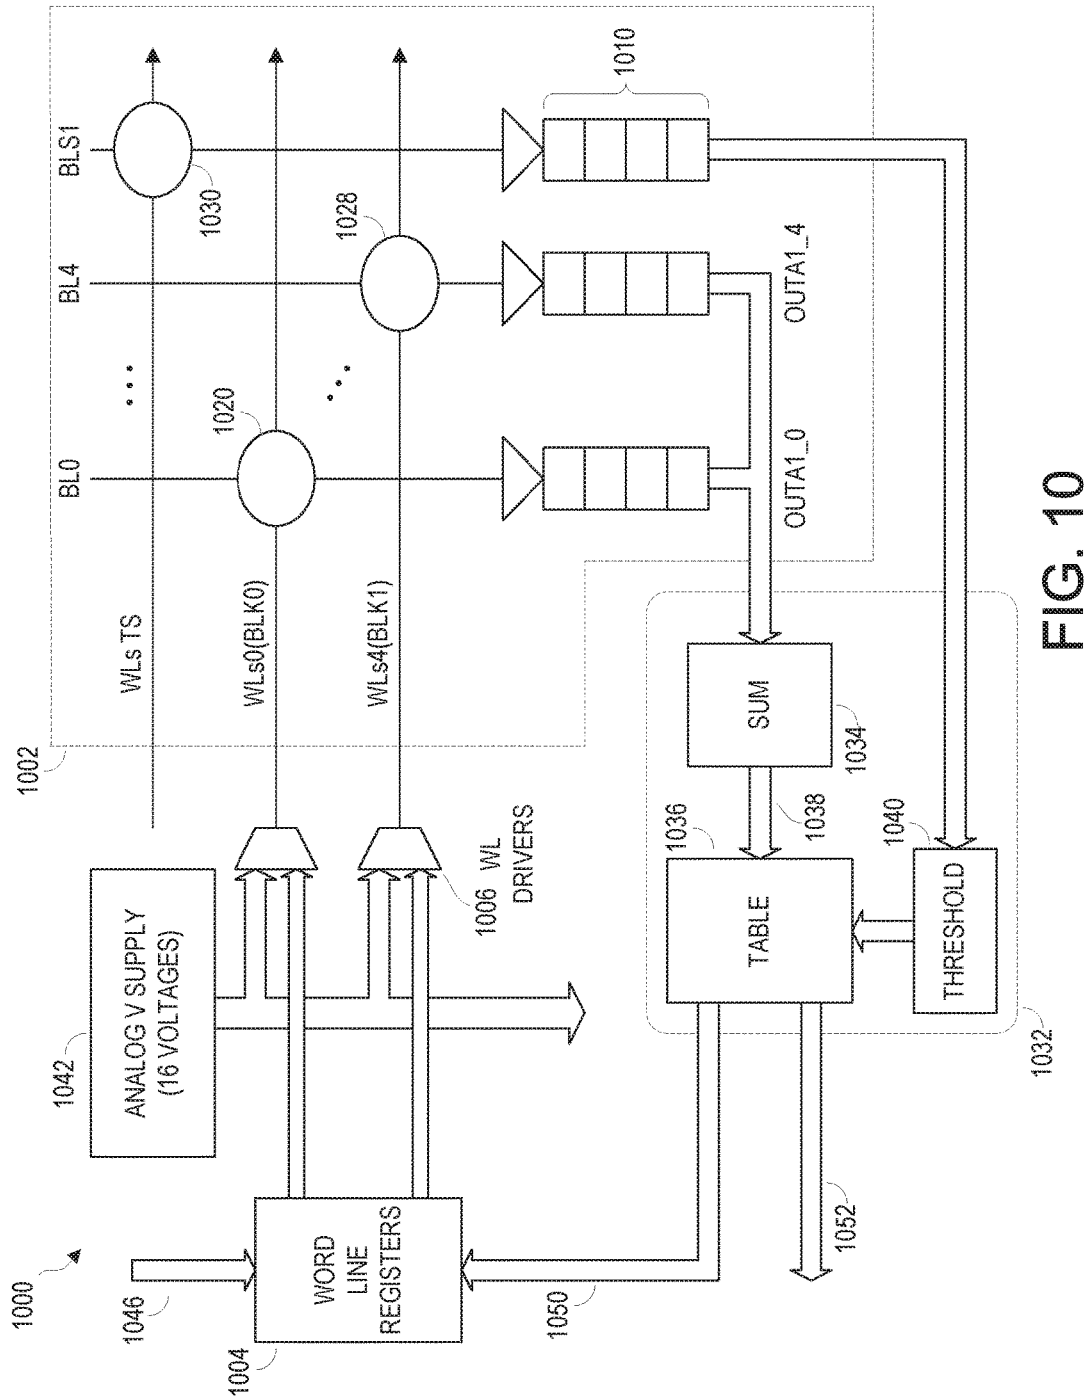 1000
1046
1004
WORD
LINE
REGISTERS
1042
ANALOG V SUPPLY
(16 VOLTAGES)
1006 WL
DRIVERS
1002
WLs TS
WLs0(BLK0)
WLs4(BLK1)
BL0
BL4
BLS1
1020
1028
1030
1010
OUTA1_0
OUTA1_4
SUM
1034
1038
1036
TABLE
1040
THRESHOLD
1032
1050
1052
FIG. 10